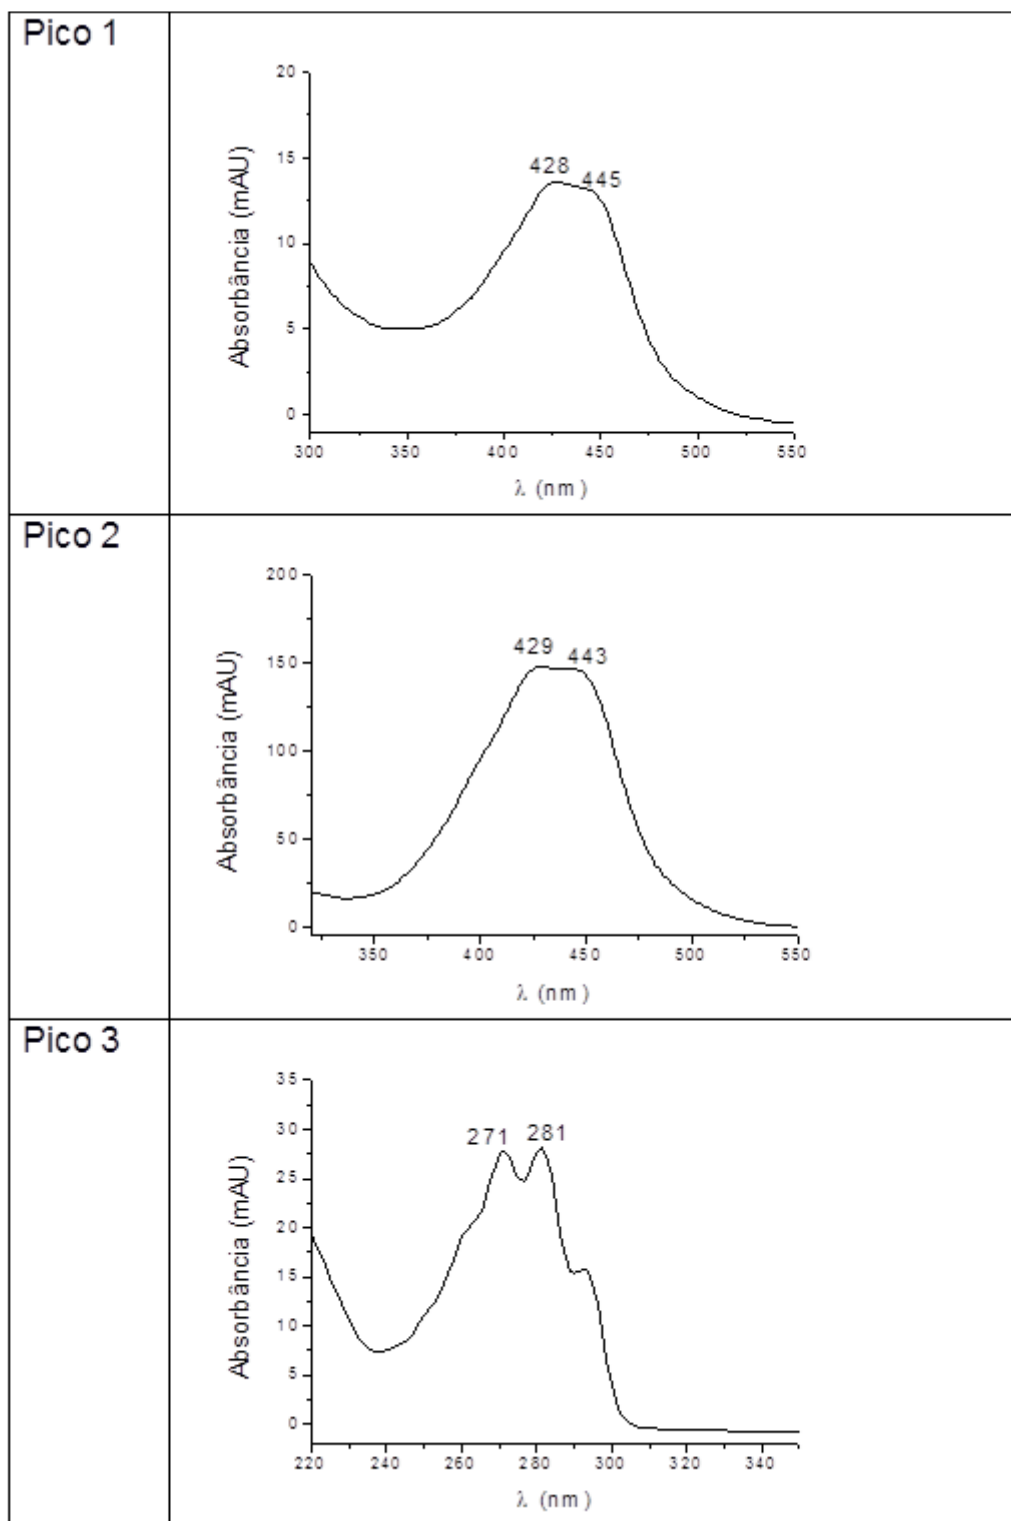 Pico 1
20
15
10
5
0
428
445
Absorbância (mAU)
300 350 400 450 500 550
λ (nm)
Pico 2
200
150
100
50
0
429
443
Absorbância (mAU)
350 400 450 500 550
λ (nm)
Pico 3
35
30
25
20
15
10
5
0
271 281
Absorbância (mAU)
220 240 260 280 300 320 340
λ (nm)